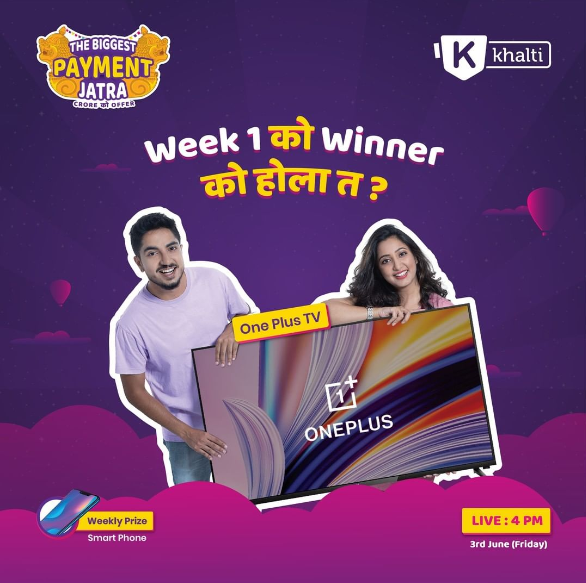 THE BIGGEST
PAYMENT
JATRA
CRORE को OFFER
K khalti
Week 1 को Winner
को होला त ?
One Plus TV
1+
ONEPLUS
Weekly Prize
Smart Phone
LIVE : 4 PM
3rd June (Friday)